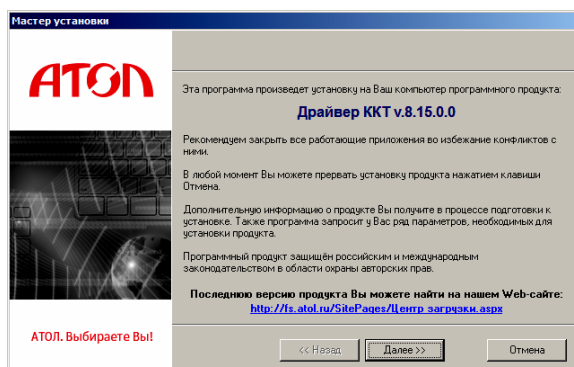 Мастер установки
АТОЛ
Эта программа произведет установку на Ваш компьютер программного продукта:
Драйвер ККТ v.8.15.0.0
Рекомендуем закрыть все работающие приложения во избежание конфликтов с
ними.
В любой момент Вы можете прервать установку продукта нажатием клавиши
Отмена.
Дополнительную информацию о продукте Вы получите в процессе подготовки к
установке. Также программа запросит у Вас ряд параметров, необходимых для
установки продукта.
Программный продукт защищён российским и международным
законодательством в области охраны авторских прав.
Последнюю версию продукта Вы можете найти на нашем Web-сайте:
http://fs.atol.ru/SitePages/Центр загрузки.aspx
АТОЛ. Выбираете Вы!
<< Назад
Далее >>
Отмена